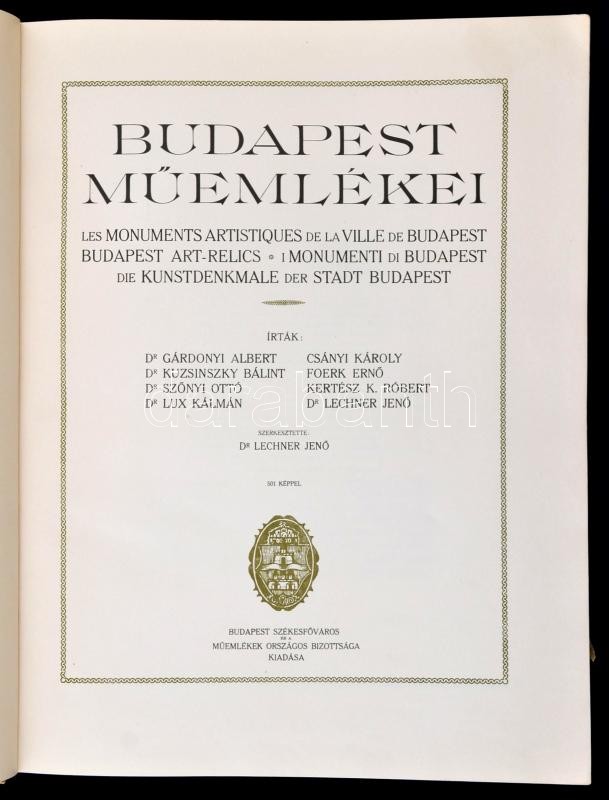 BUDAPEST
MŰEMLÉKEI
LES MONUMENTS ARTISTIQUES DE LA VILLE DE BUDAPEST
BUDAPEST ART-RELICS * I MONUMENTI DI BUDAPEST
DIE KUNSTDENKMALE DER STADT BUDAPEST
ÍRTÁK:
DR GÁRDONYI ALBERT
DR KUZSINSZKY BÁLINT
DR SZŐNYI OTTÓ
DR LUX KÁLMÁN
CSÁNYI KÁROLY
FOERK ERNŐ
KERTÉSZ K. RÓBERT
DR LECHNER JENŐ
darabanth
SZERKESZTETTE:
DR LECHNER JENŐ
501 KÉPPEL
BUDAPEST SZÉKESFŐVÁROS
ÉS A
MŰEMLÉKEK ORSZÁGOS BIZOTTSÁGA
KIADÁSA